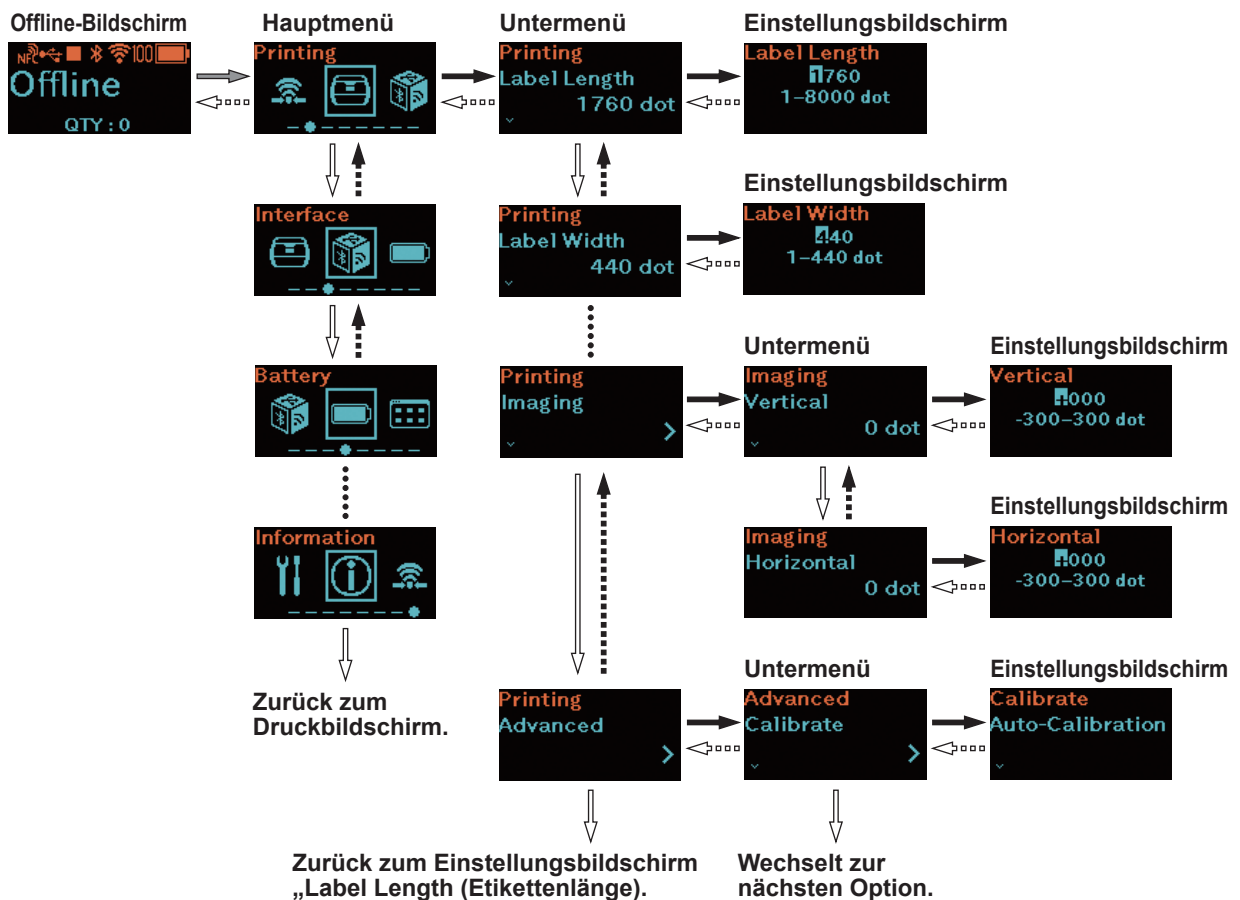 Offline-Bildschirm
Hauptmenü
Untermenü
Einstellungsbildschirm
NFC 100
Offline
QTY : 0
Printing
Printing
Label Length
1760 dot
Label Length
1760
1–8000 dot
Einstellungsbildschirm
Interface
Printing
Label Width
440 dot
Label Width
440
1–440 dot
Untermenü
Einstellungsbildschirm
Battery
Printing
Imaging
Imaging
Vertical
0 dot
Vertical
+000
-300–300 dot
Einstellungsbildschirm
Information
Imaging
Horizontal
0 dot
Horizontal
+000
-300–300 dot
Untermenü
Einstellungsbildschirm
Zurück zum
Druckbildschirm.
Printing
Advanced
Advanced
Calibrate
Calibrate
Auto-Calibration
Zurück zum Einstellungsbildschirm
„Label Length (Etikettenlänge).
Wechselt zur
nächsten Option.